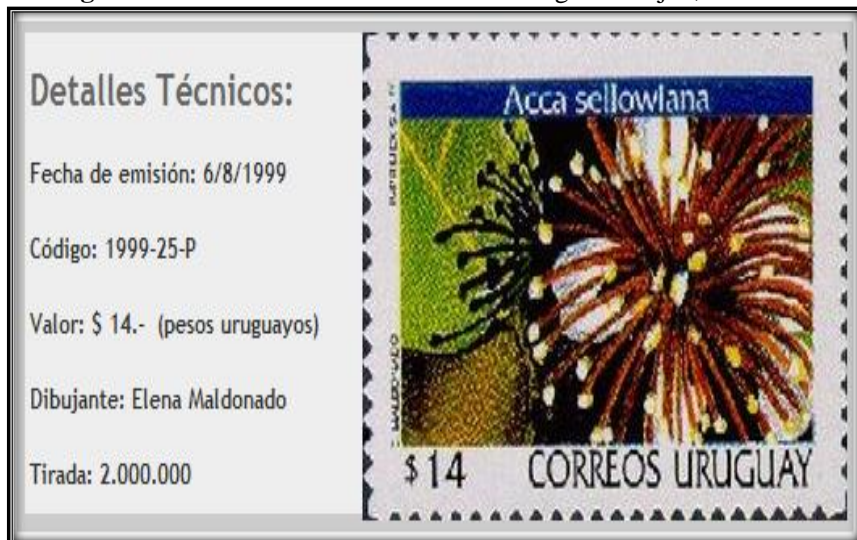 Detalles Técnicos:
Fecha de emisión: 6/8/1999
Código: 1999-25-P
Valor: $ 14.- (pesos uruguayos)
Dibujante: Elena Maldonado
Tirada: 2.000.000
Acca sellowiana
$14 CORREOS URUGUAY